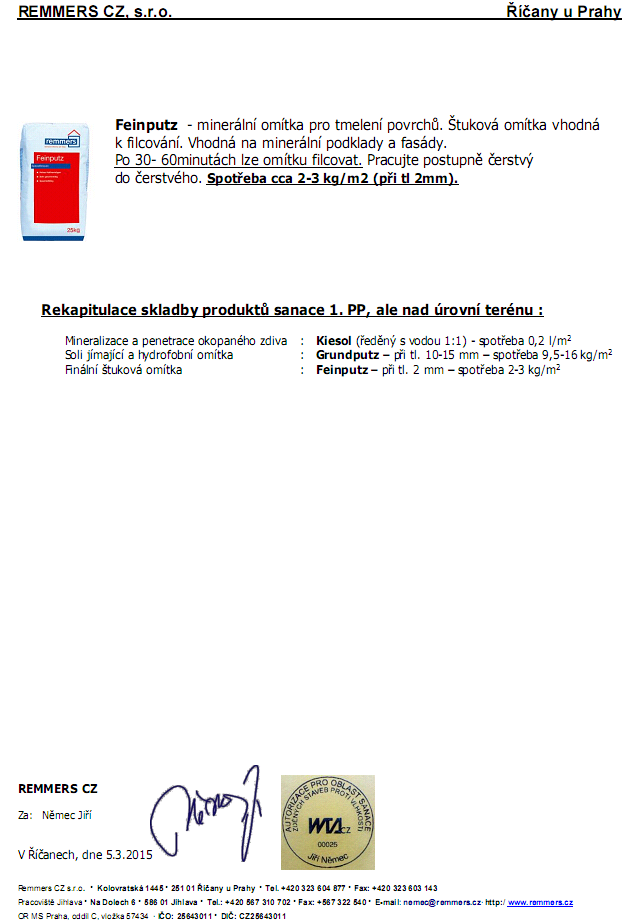 REMMERS CZ, s.r.o. Říčany u Prahy
remmers
Feinputz
25kg
Feinputz - minerální omítka pro tmelení povrchů. Štuková omítka vhodná
k filcování. Vhodná na minerální podklady a fasády.
Po 30- 60minutách lze omítku filcovat. Pracujte postupně čerstvý
do čerstvého. Spotřeba cca 2-3 kg/m2 (při tl 2mm).
Rekapitulace skladby produktů sanace 1. PP, ale nad úrovní terénu :
Mineralizace a penetrace okopaného zdiva : Kiesol (ředěný s vodou 1:1) - spotřeba 0,2 l/m²
Soli jímající a hydrofobní omítka : Grundputz – při tl. 10-15 mm – spotřeba 9,5-16 kg/m²
Finální štuková omítka : Feinputz – při tl. 2 mm – spotřeba 2-3 kg/m²
REMMERS CZ
Za: Němec Jiří
V Říčanech, dne 5.3.2015
AUTORIZACE PRO OBLAST SANACE
ZDĚNÝCH STAVEB PROTI VLHKOSTI
WTA CZ
00025
Jiří Němec
Remmers CZ s.r.o. • Kolovratská 1445 • 251 01 Říčany u Prahy • Tel. +420 323 604 877 • Fax: +420 323 603 143
Pracoviště Jihlava • Na Dolech 6 • 586 01 Jihlava • Tel.: +420 567 310 702 • Fax: +567 322 540 • E-mail: nemec@remmers.cz· http:/ www.remmers.cz
OR MS Praha, oddíl C, vložka 57434 · IČO: 25643011 • DIČ: CZ25643011